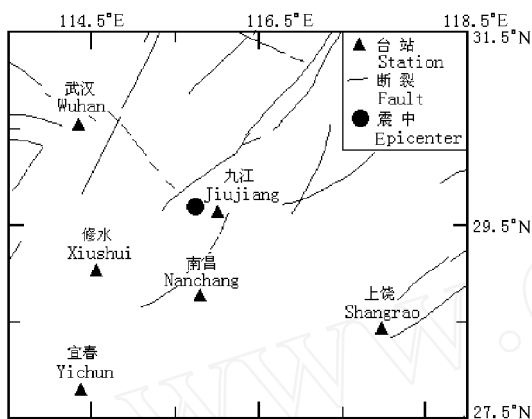 114.5°E 116.5°E 118.5°E
31.5°N
台站
Station
断裂
Fault
震中
Epicenter
武汉
Wuhan
九江
Jiujiang
29.5°N
修水
Xiushui
南昌
Nanchang
上饶
Shangrao
宜春
Yichun
27.5°N
WWW